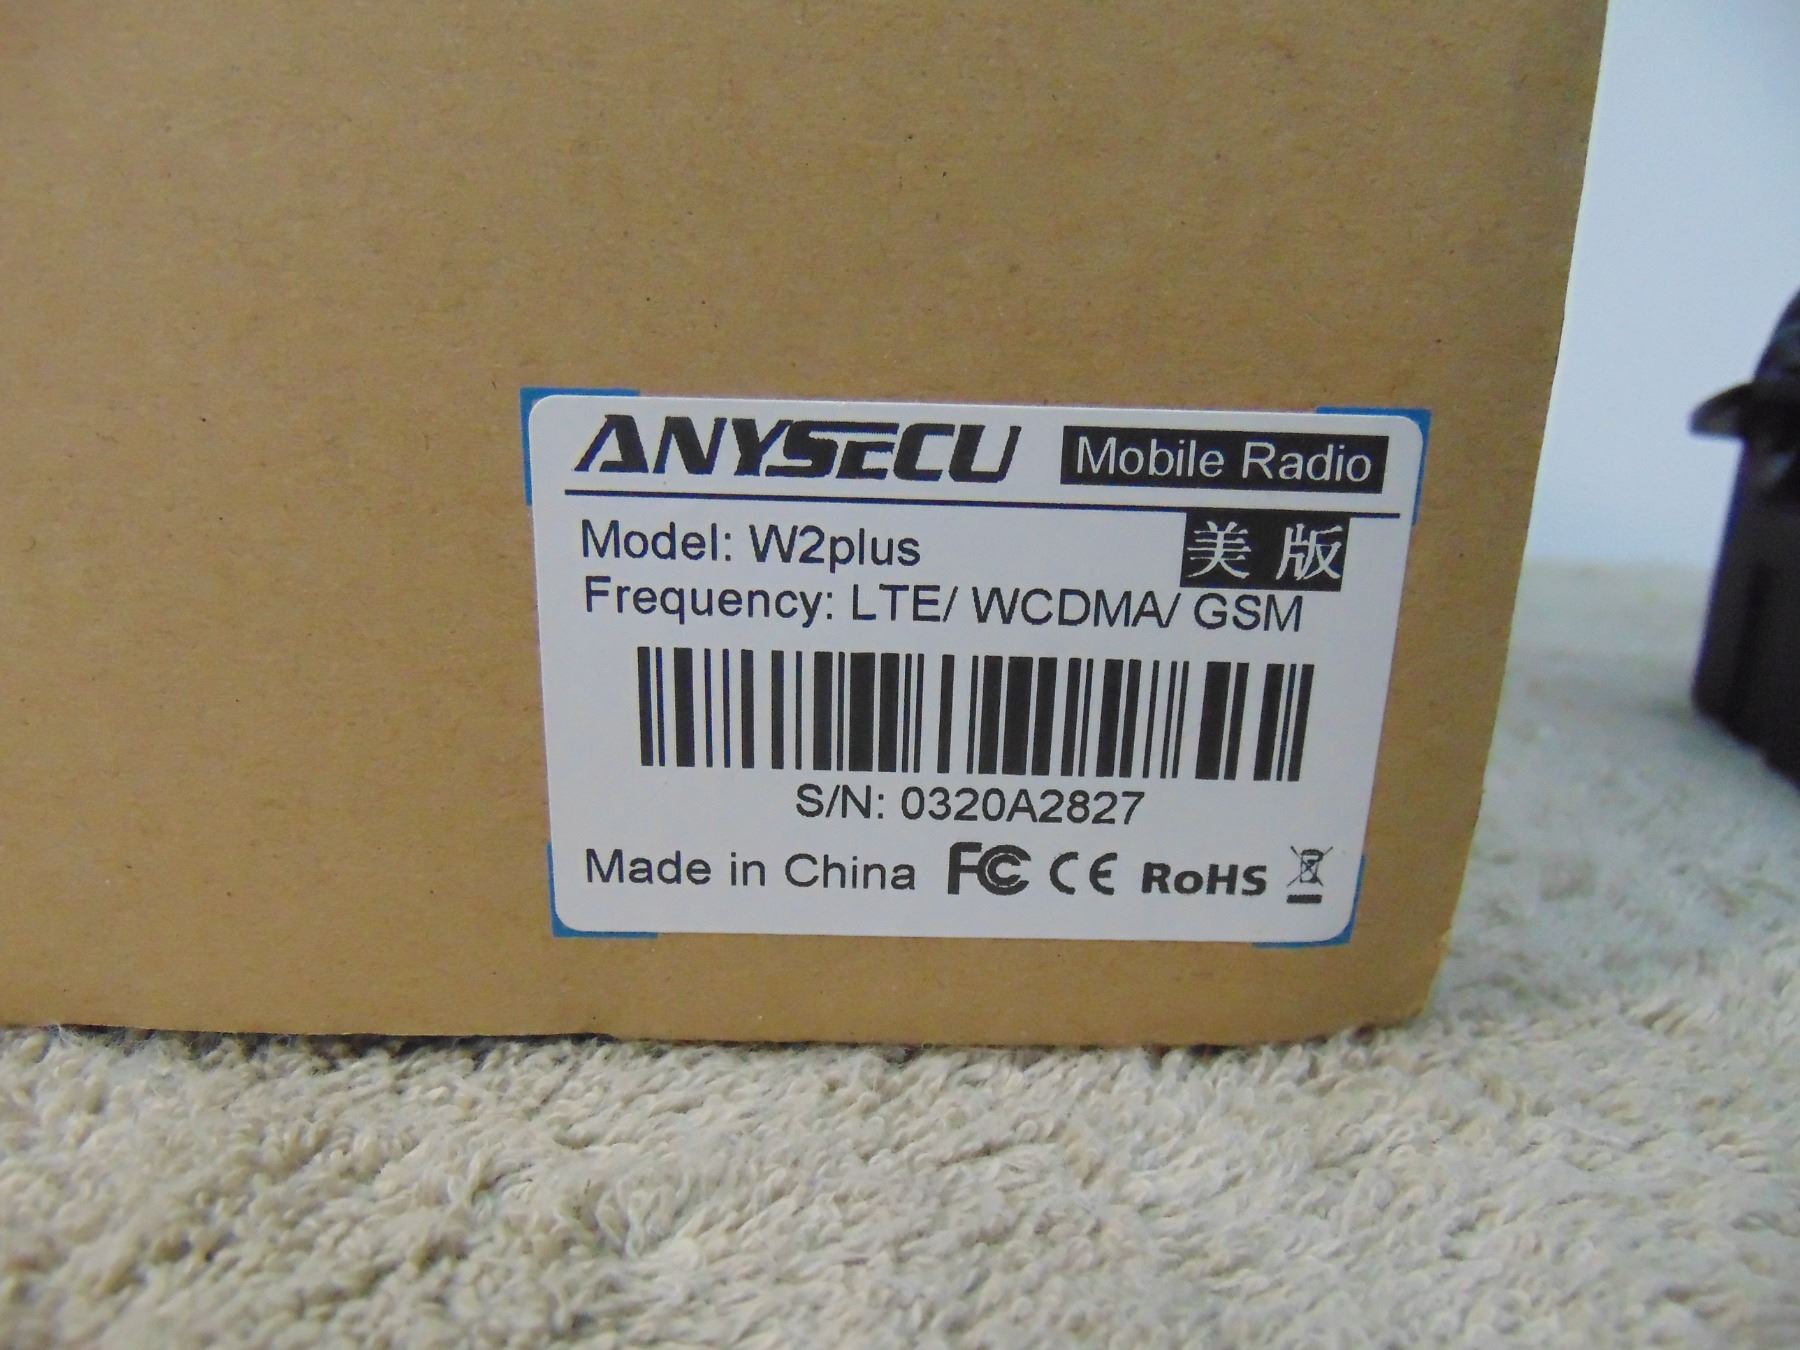 ANYSECU Mobile Radio
Model: W2plus 美版
Frequency: LTE/ WCDMA/ GSM
S/N: 0320A2827
Made in China FC CE RoHS